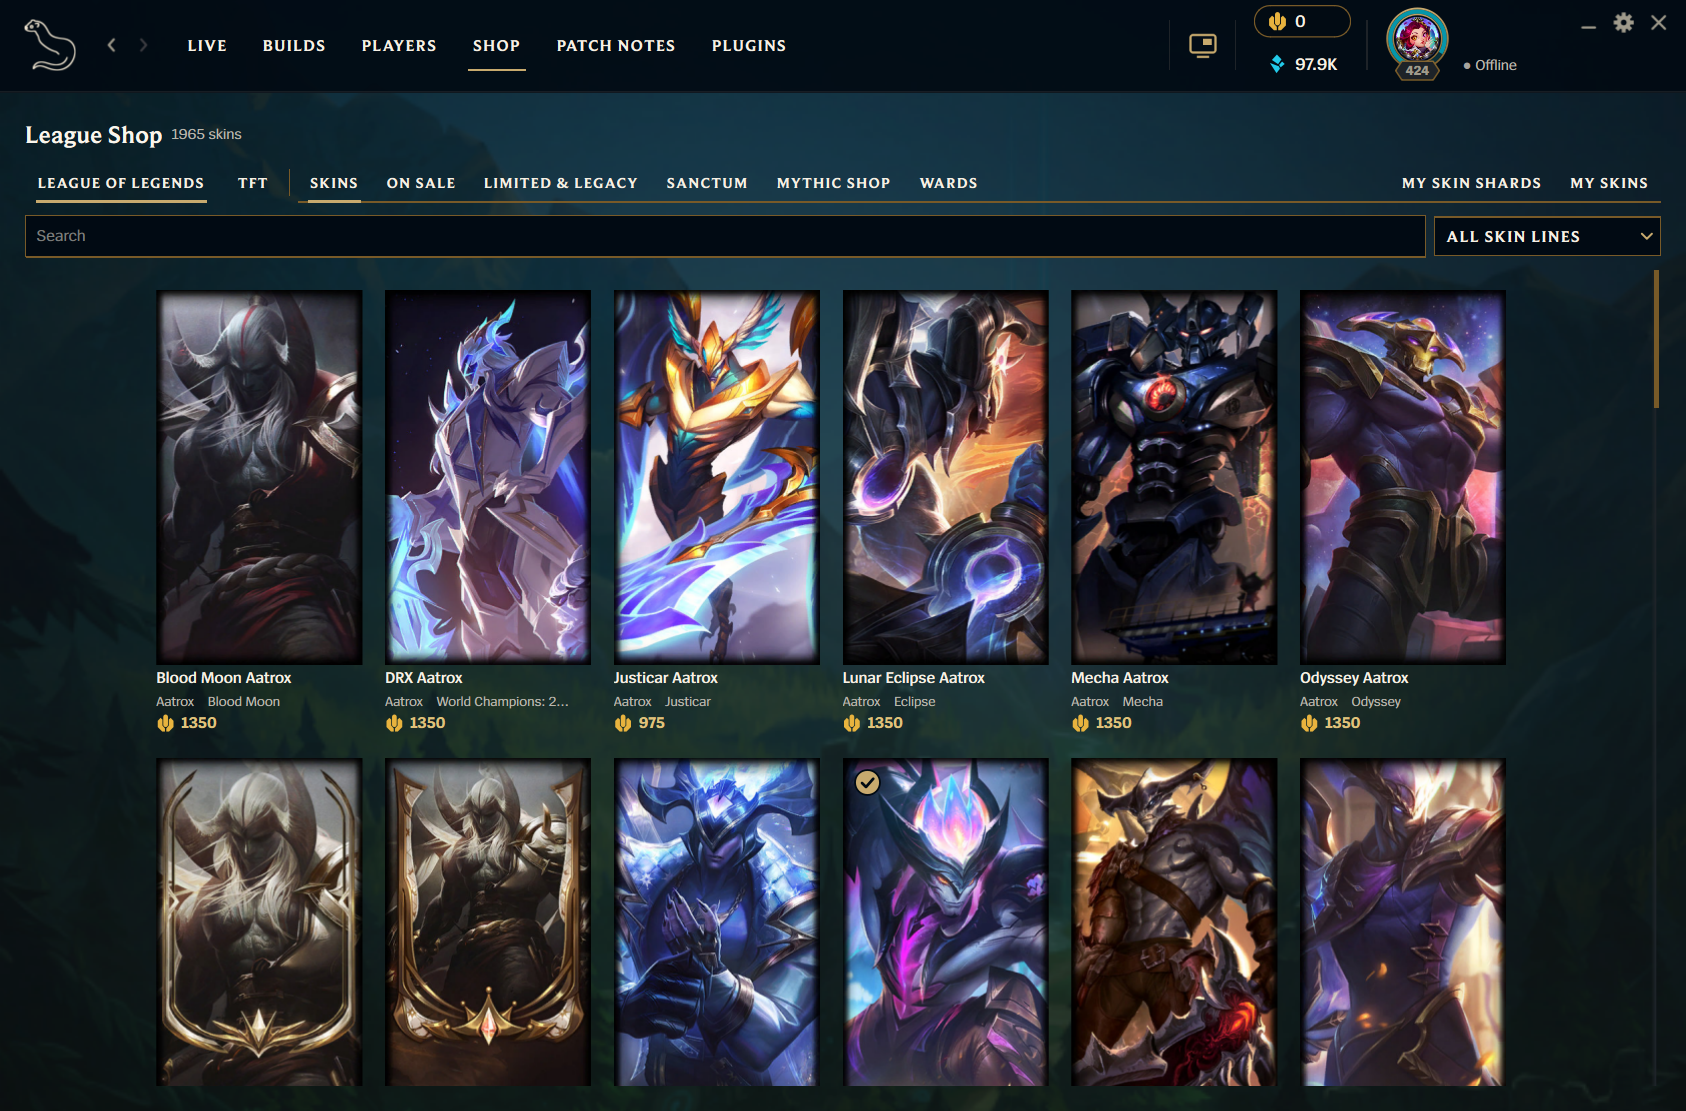 LIVE BUILDS PLAYERS SHOP PATCH NOTES PLUGINS
0
97.9K
424
Offline
League Shop 1965 skins
LEAGUE OF LEGENDS TFT SKINS ON SALE LIMITED & LEGACY SANCTUM MYTHIC SHOP WARDS MY SKIN SHARDS MY SKINS
Search
ALL SKIN LINES
Blood Moon Aatrox
Aatrox Blood Moon
1350
DRX Aatrox
Aatrox World Champions: 2...
1350
Justicar Aatrox
Aatrox Justicar
975
Lunar Eclipse Aatrox
Aatrox Eclipse
1350
Mecha Aatrox
Aatrox Mecha
1350
Odyssey Aatrox
Aatrox Odyssey
1350